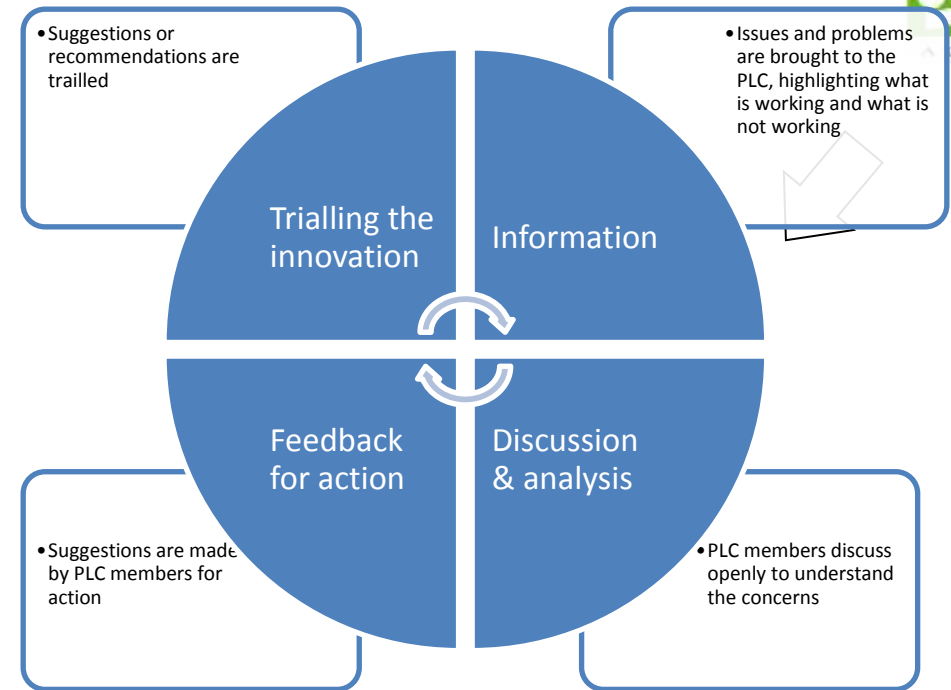 •Suggestions or
recommendations are
trailled
•Issues and problems
are brought to the
PLC, highlighting what
is working and what is
not working
Trialling the
innovation
Information
Feedback
for action
Discussion
& analysis
•Suggestions are made
by PLC members for
action
•PLC members discuss
openly to understand
the concerns